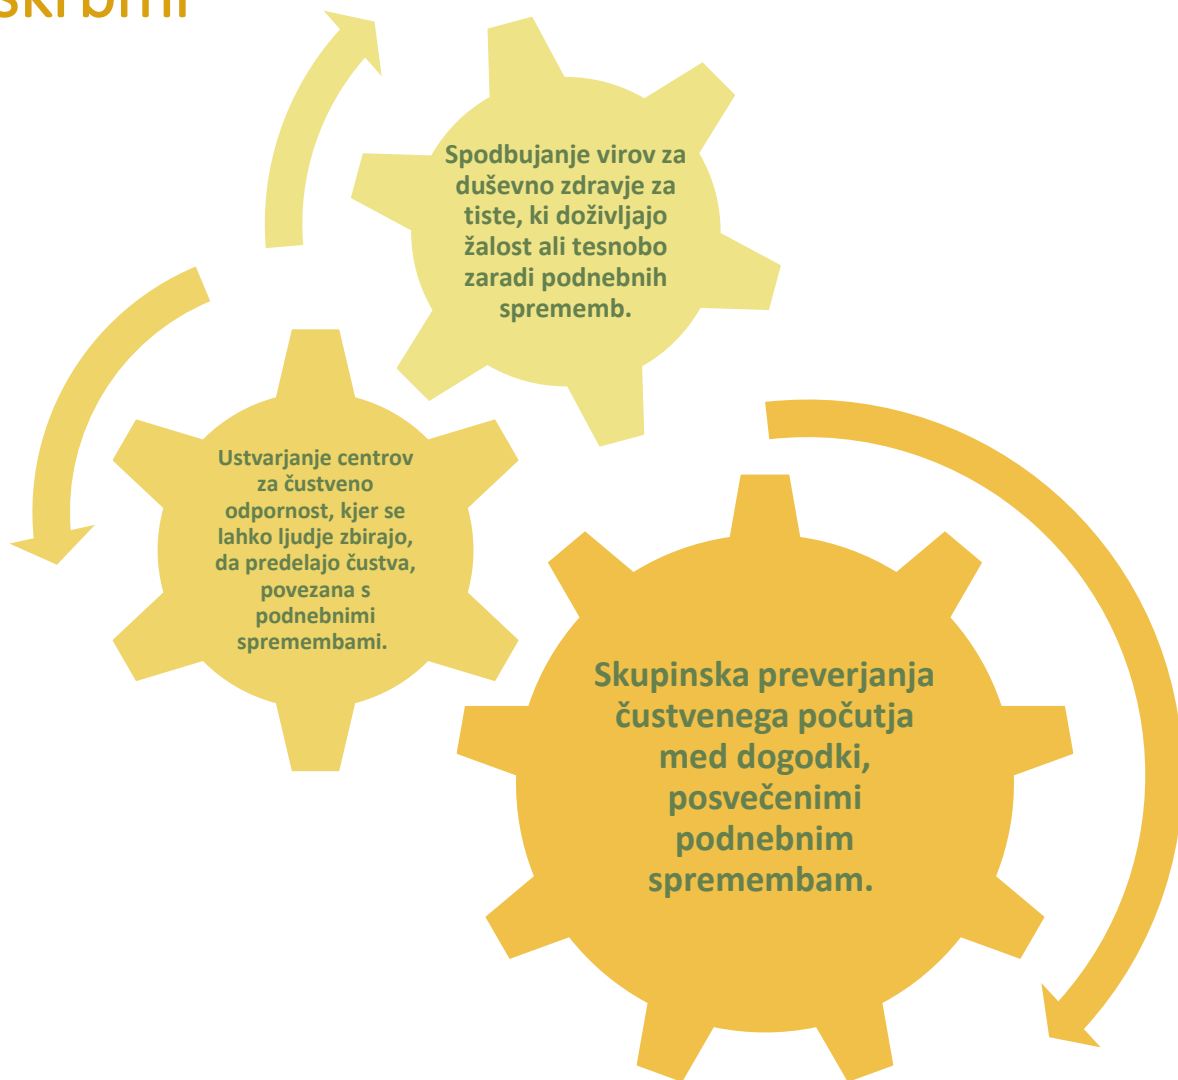 skrbmi
Spodbujanje virov za
duševno zdravje za
tiste, ki doživljajo
žalost ali tesnobo
zaradi podnebnih
sprememb.
Ustvarjanje centrov
za čustveno
odpornost, kjer se
lahko ljudje zbirajo,
da predelajo čustva,
povezana s
podnebnimi
spremembami.
Skupinska preverjanja
čustvenega počutja
med dogodki,
posvečenimi
podnebnim
spremembam.